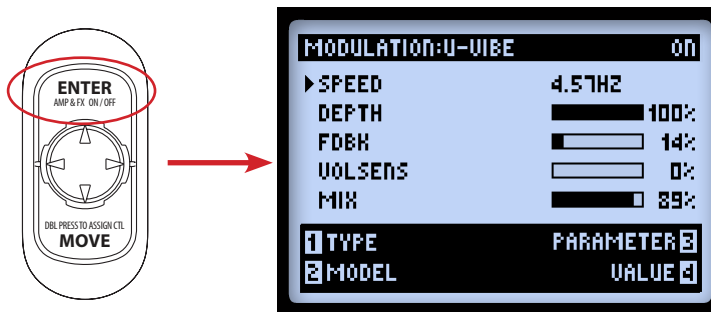 ENTER
AMP & FX ON/OFF
DBL PRESS TO ASSIGN CTL
MOVE
MODULATION:U-VIBE ON
SPEED 4.57HZ
DEPTH 100%
FDBK 14%
VOLSENS 0%
MIX 89%
1 TYPE PARAMETER 3
2 MODEL VALUE 4